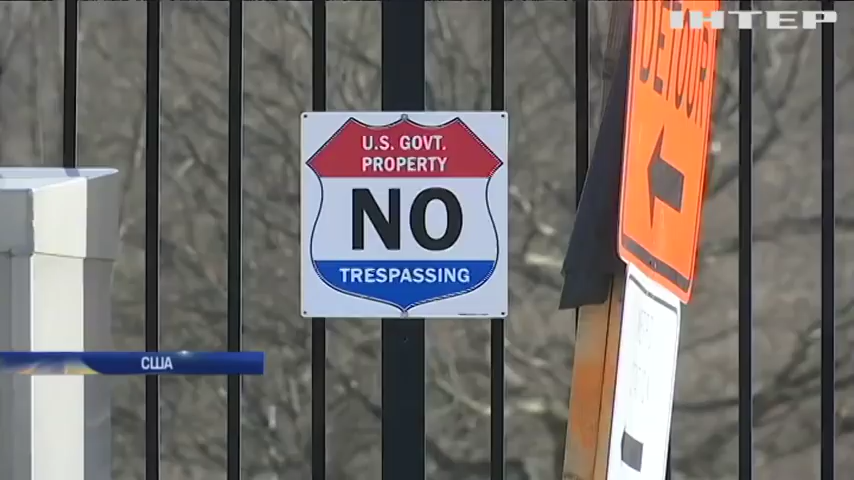 ІНТЕР
U.S. GOVT.
PROPERTY
NO
TRESPASSING
DETOUR
США